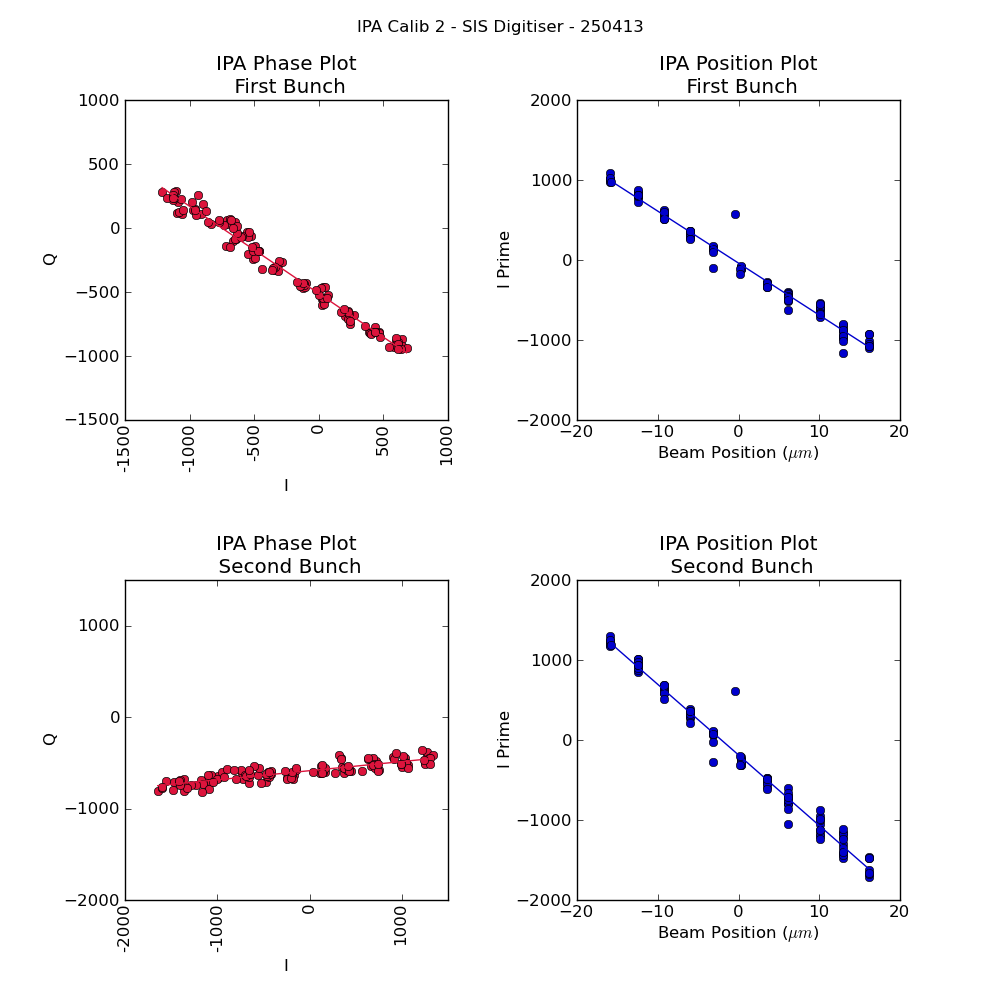 IPA Calib 2 - SIS Digitiser - 250413
IPA Phase Plot
First Bunch
1000
500
0
−500
−1000
−1500
Q
-1500
-1000
-500
0
500
1000
I
IPA Position Plot
First Bunch
2000
1000
0
−1000
−2000
I Prime
−20
−10
0
10
20
Beam Position (μm)
IPA Phase Plot
Second Bunch
1000
0
−1000
−2000
Q
-2000
-1000
0
1000
I
IPA Position Plot
Second Bunch
2000
1000
0
−1000
−2000
I Prime
−20
−10
0
10
20
Beam Position (μm)